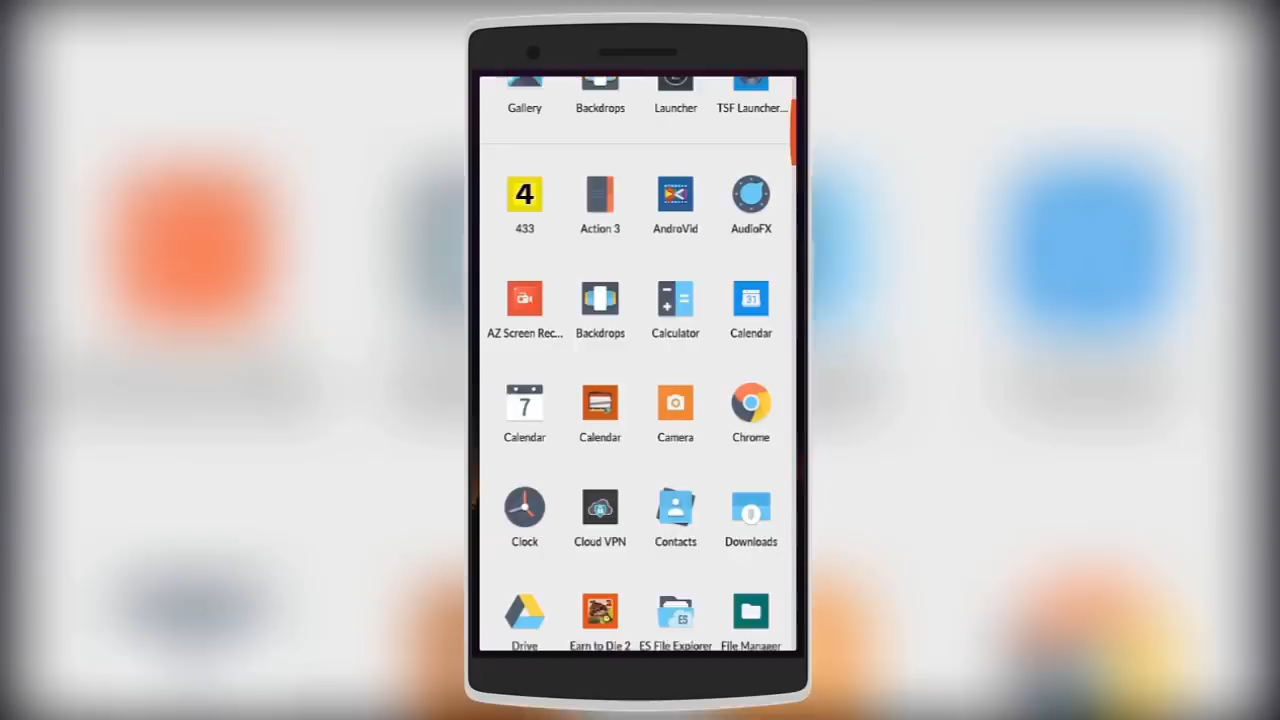 Gallery Backdrops Launcher TSF Launcher...
4
433 Action 3 AndroVid AudioFX
31
AZ Screen Rec... Backdrops Calculator Calendar
7
Calendar Calendar Camera Chrome
Clock Cloud VPN Contacts Downloads
ES
Drive Earn to Die 2 ES File Explorer File Manager